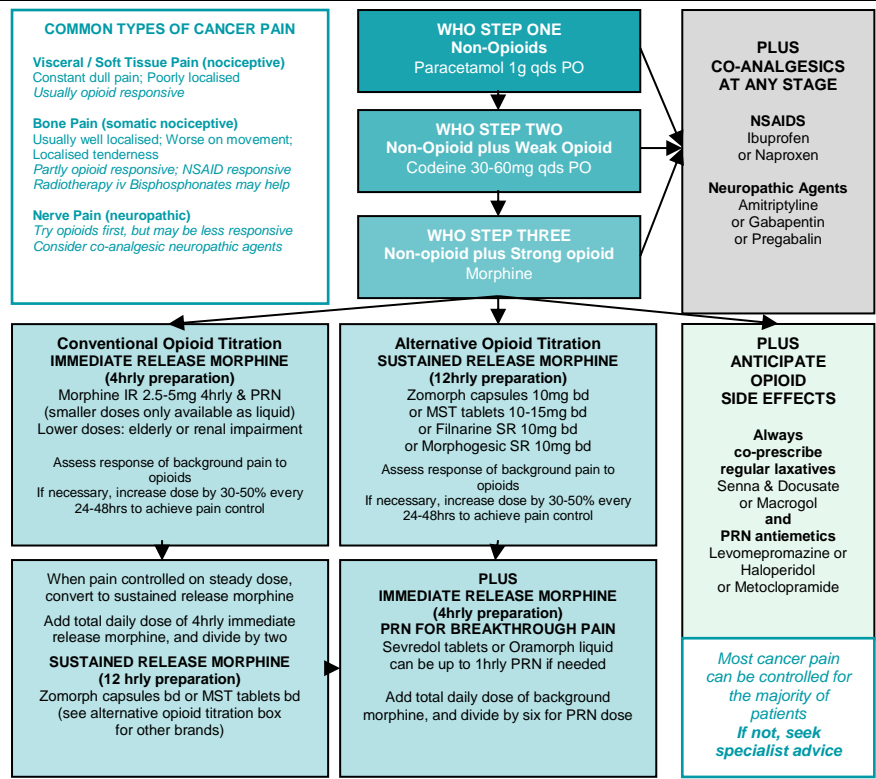 COMMON TYPES OF CANCER PAIN
Visceral / Soft Tissue Pain (nociceptive)
Constant dull pain; Poorly localised
Usually opioid responsive
Bone Pain (somatic nociceptive)
Usually well localised; Worse on movement;
Localised tenderness
Partly opioid responsive; NSAID responsive
Radiotherapy iv Bisphosphonates may help
Nerve Pain (neuropathic)
Try opioids first, but may be less responsive
Consider co-analgesic neuropathic agents
WHO STEP ONE
Non-Opioids
Paracetamol 1g qds PO
WHO STEP TWO
Non-Opioid plus Weak Opioid
Codeine 30-60mg qds PO
WHO STEP THREE
Non-opioid plus Strong opioid
Morphine
PLUS
CO-ANALGESICS
AT ANY STAGE
NSAIDS
Ibuprofen
or Naproxen
Neuropathic Agents
Amitriptyline
or Gabapentin
or Pregabalin
Conventional Opioid Titration
IMMEDIATE RELEASE MORPHINE
(4hrly preparation)
Morphine IR 2.5-5mg 4hrly & PRN
(smaller doses only available as liquid)
Lower doses: elderly or renal impairment
Assess response of background pain to
opioids
If necessary, increase dose by 30-50% every
24-48hrs to achieve pain control
Alternative Opioid Titration
SUSTAINED RELEASE MORPHINE
(12hrly preparation)
Zomorph capsules 10mg bd
or MST tablets 10-15mg bd
or Filnarine SR 10mg bd
or Morphogesic SR 10mg bd
Assess response of background pain to
opioids
If necessary, increase dose by 30-50% every
24-48hrs to achieve pain control
PLUS
ANTICIPATE
OPIOID
SIDE EFFECTS
Always
co-prescribe
regular laxatives
Senna & Docusate
or Macrogol
and
PRN antiemetics
Levomepromazine or
Haloperidol
or Metoclopramide
When pain controlled on steady dose,
convert to sustained release morphine
Add total daily dose of 4hrly immediate
release morphine, and divide by two
SUSTAINED RELEASE MORPHINE
(12 hrly preparation)
Zomorph capsules bd or MST tablets bd
(see alternative opioid titration box
for other brands)
PLUS
IMMEDIATE RELEASE MORPHINE
(4hrly preparation)
PRN FOR BREAKTHROUGH PAIN
Sevredol tablets or Oramorph liquid
can be up to 1hrly PRN if needed
Add total daily dose of background
morphine, and divide by six for PRN dose
Most cancer pain
can be controlled for
the majority of
patients
If not, seek
specialist advice